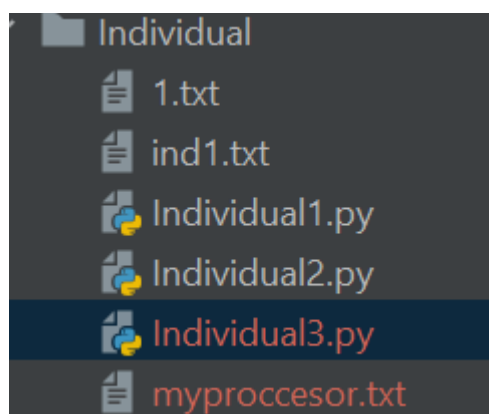 Individual
1.txt
ind1.txt
Individual1.py
Individual2.py
Individual3.py
myproccesor.txt